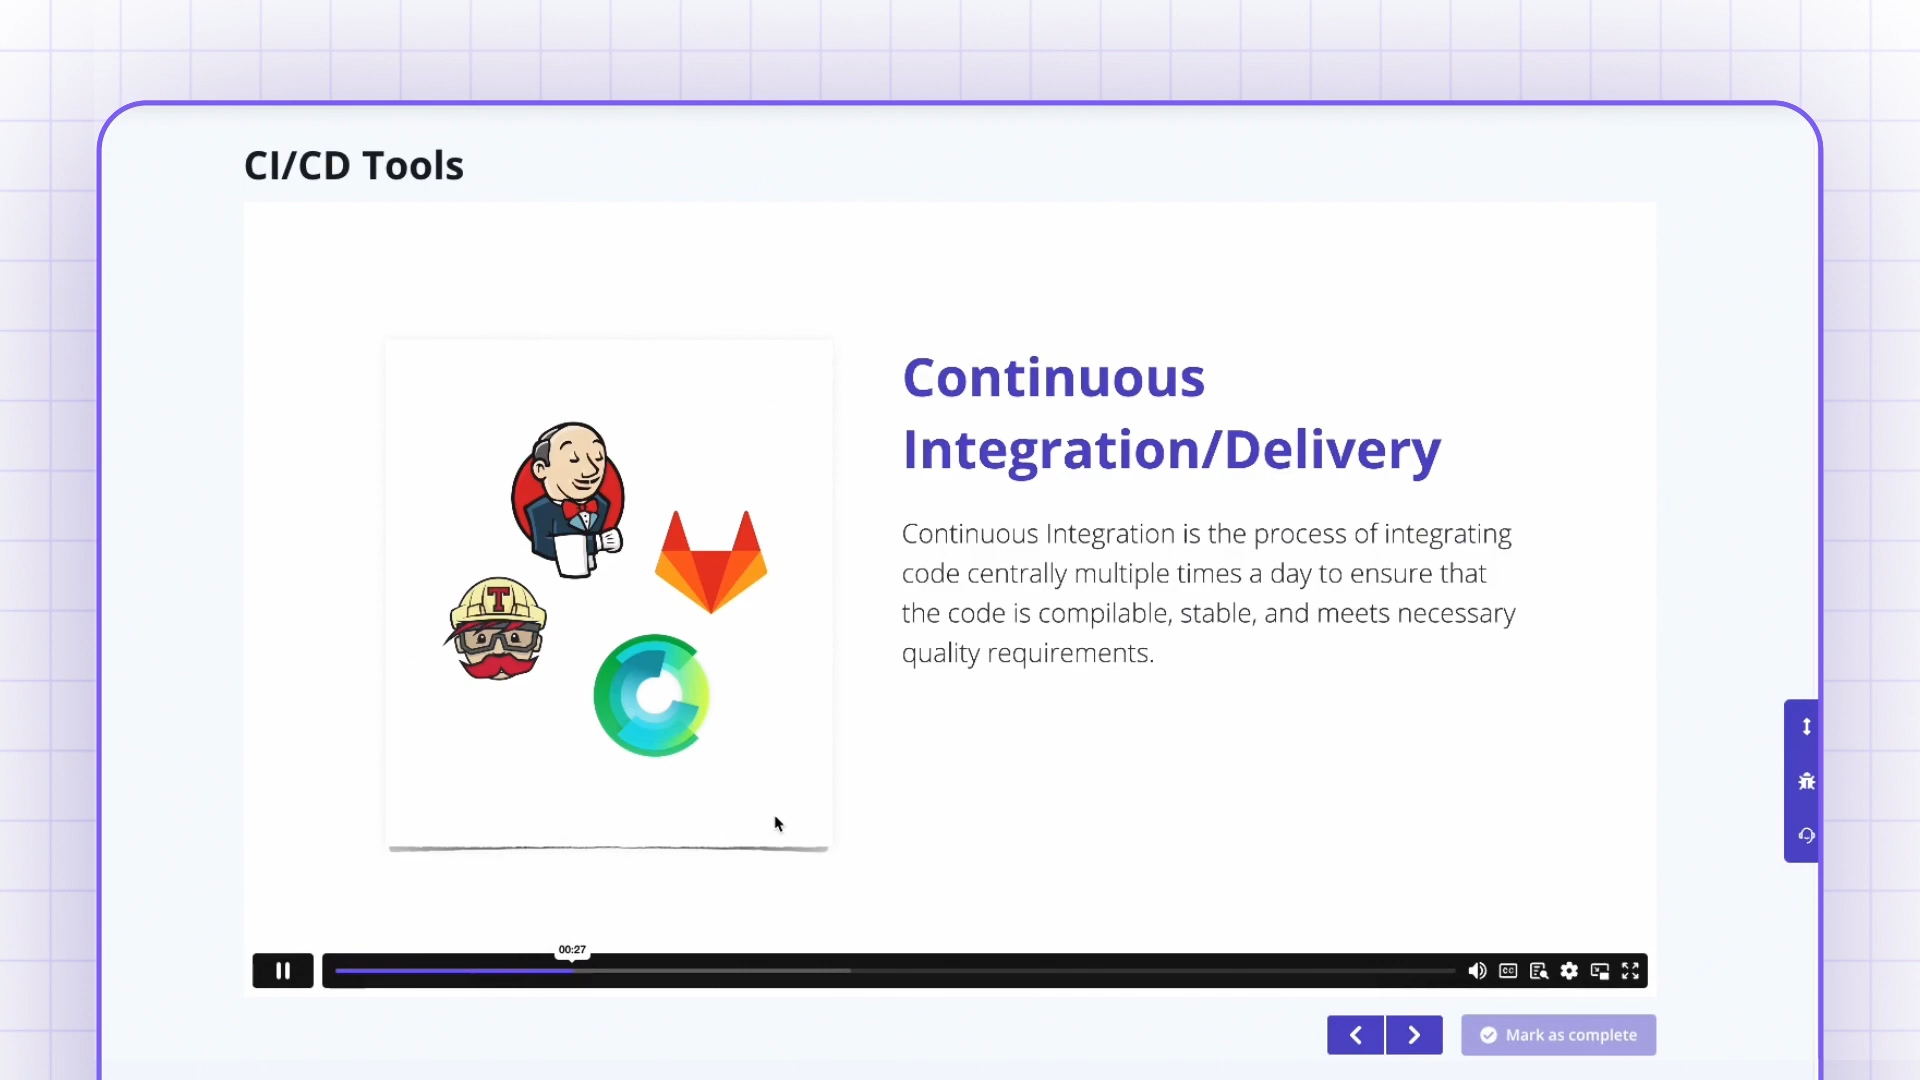 CI/CD Tools
Continuous
Integration/Delivery
Continuous Integration is the process of integrating
code centrally multiple times a day to ensure that
the code is compilable, stable, and meets necessary
quality requirements.
T
00:27
CC
Mark as complete